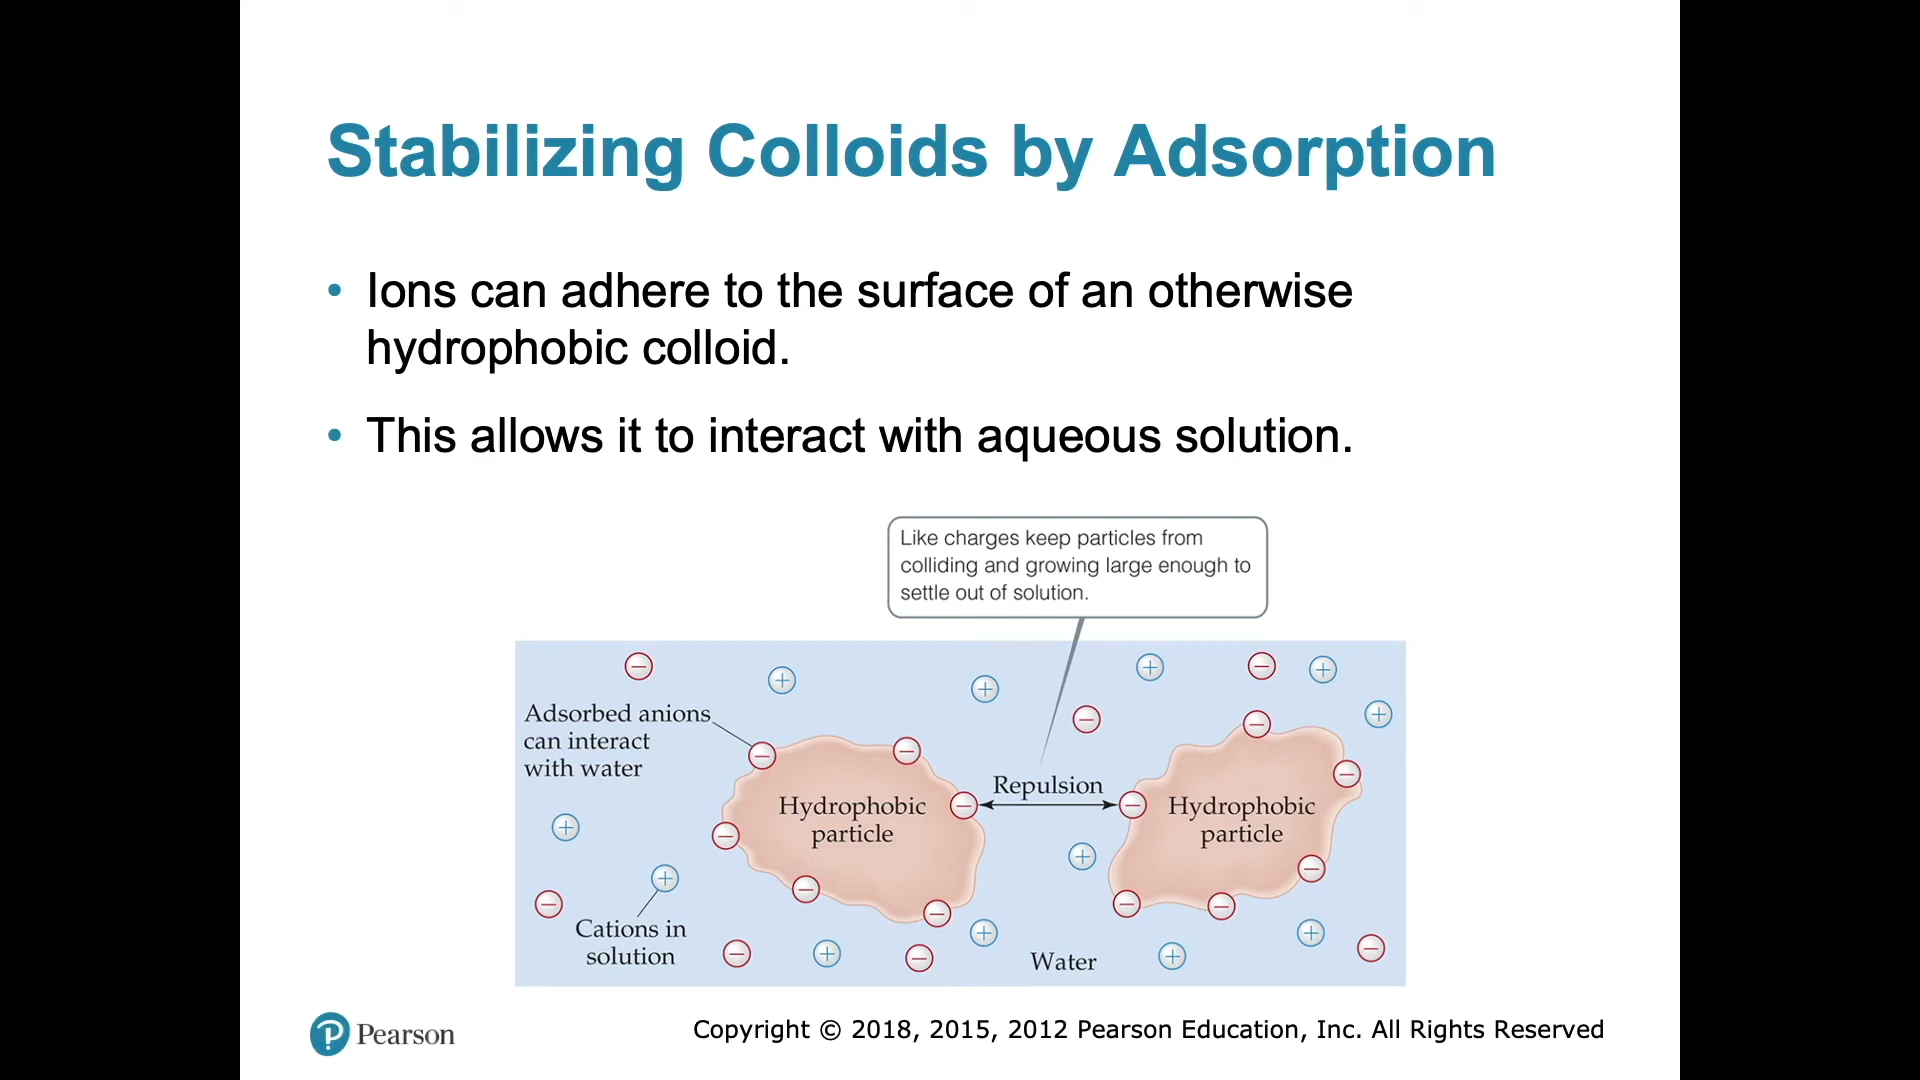 Stabilizing Colloids by Adsorption
• Ions can adhere to the surface of an otherwise
hydrophobic colloid.
• This allows it to interact with aqueous solution.
Like charges keep particles from
colliding and growing large enough to
settle out of solution.
Adsorbed anions
can interact
with water
Hydrophobic
particle
Repulsion
Hydrophobic
particle
Cations in
solution
Water
Pearson
Copyright © 2018, 2015, 2012 Pearson Education, Inc. All Rights Reserved